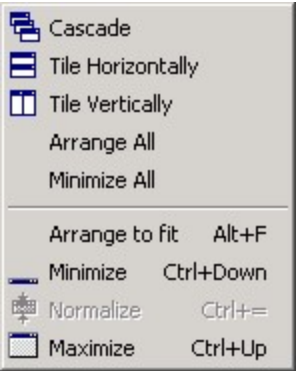 Cascade
Tile Horizontally
Tile Vertically
Arrange All
Minimize All
Arrange to fit Alt+F
Minimize Ctrl+Down
Normalize Ctrl+=
Maximize Ctrl+Up